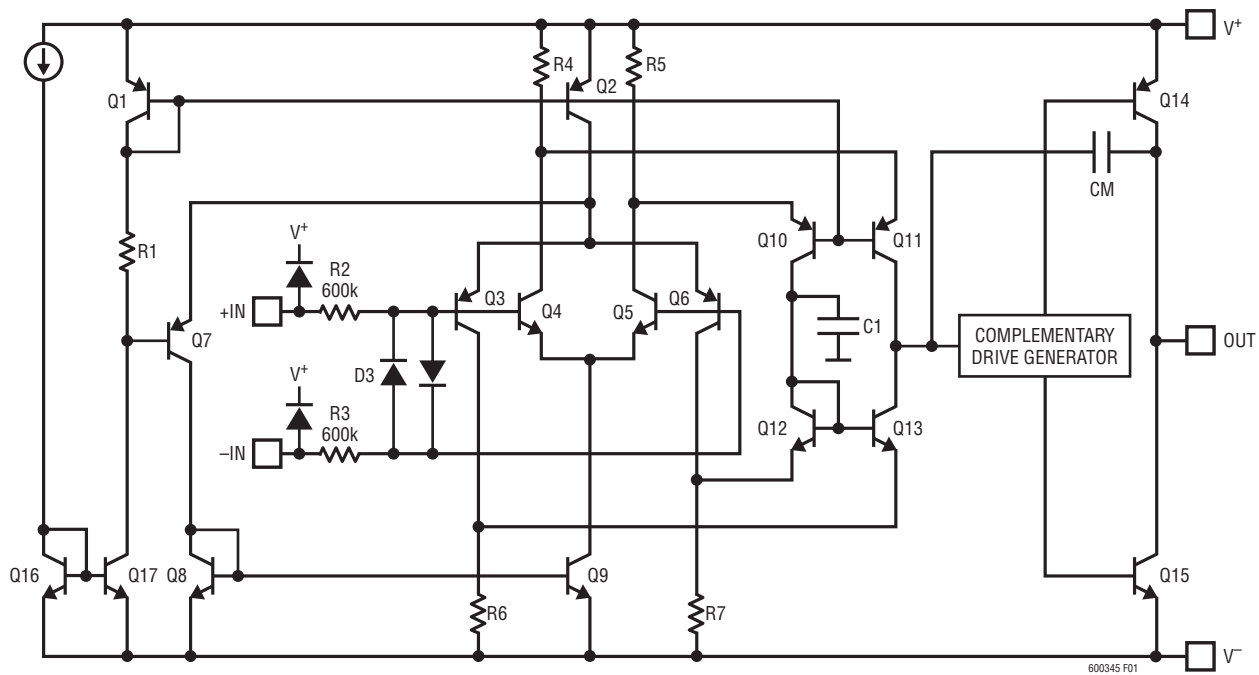 V+
R4
R5
Q1
Q2
Q14
CM
R1
V+
R2
600k
+IN
Q10
Q11
Q3
Q4
Q5
Q6
Q7
C1
COMPLEMENTARY
DRIVE GENERATOR
OUT
D3
V+
R3
600k
–IN
Q12
Q13
Q16
Q17
Q8
Q9
Q15
R6
R7
V–
600345 F01